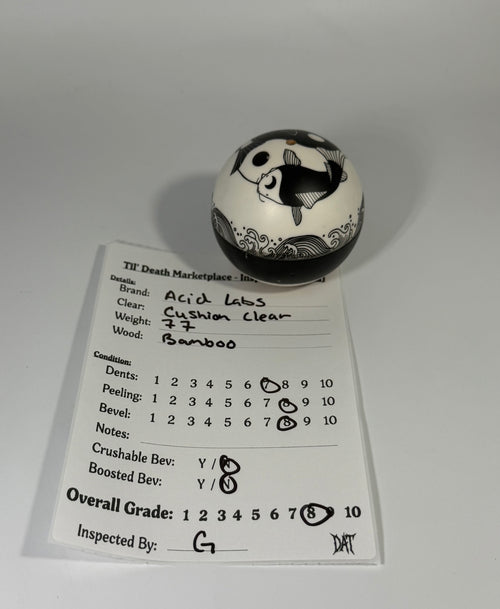 Til' Death Marketplace -
Details:
Brand: Acid Labs
Clear: Cushion Clear
Weight: 77
Wood: Bamboo
Condition:
Dents: 1 2 3 4 5 6 7 8 9 10
Peeling: 1 2 3 4 5 6 7 8 9 10
Bevel: 1 2 3 4 5 6 7 8 9 10
Notes:
Crushable Bev: Y / N
Boosted Bev: Y / N
Overall Grade: 1 2 3 4 5 6 7 8 9 10
Inspected By: G
DAT